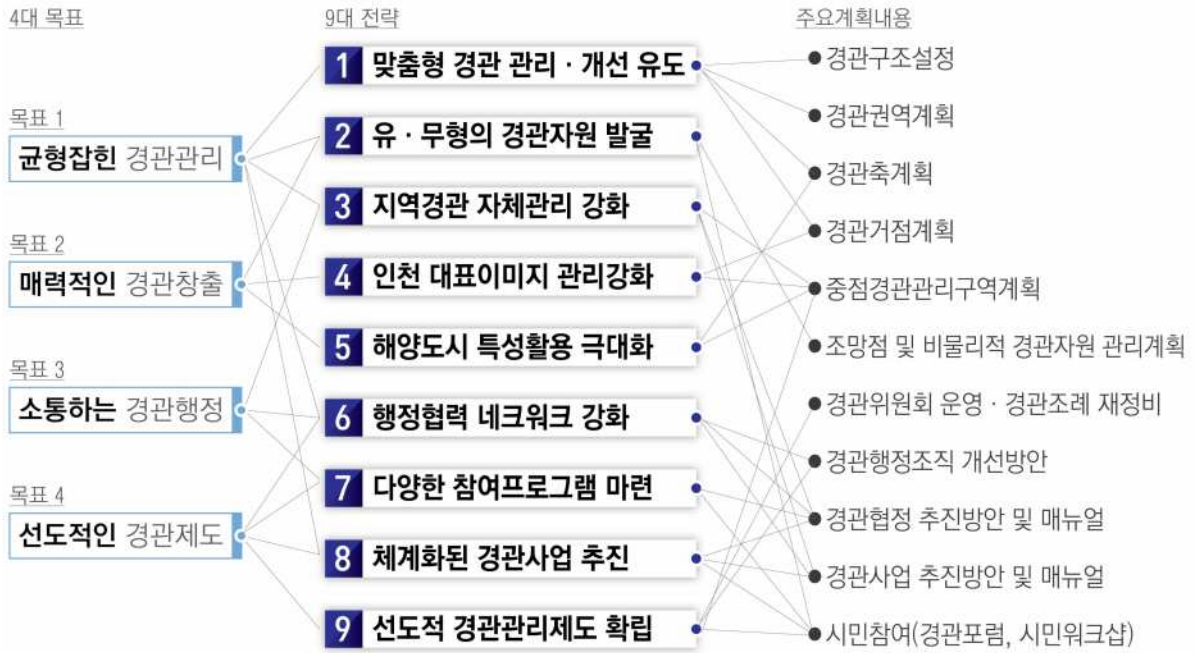 4대 목표
9대 전략
주요계획내용
목표 1
균형잡힌 경관관리
목표 2
매력적인 경관창출
목표 3
소통하는 경관행정
목표 4
선도적인 경관제도
1 맞춤형 경관 관리 · 개선 유도
2 유 · 무형의 경관자원 발굴
3 지역경관 자체관리 강화
4 인천 대표이미지 관리강화
5 해양도시 특성활용 극대화
6 행정협력 네크워크 강화
7 다양한 참여프로그램 마련
8 체계화된 경관사업 추진
9 선도적 경관관리제도 확립
경관구조설정
경관권역계획
경관축계획
경관거점계획
중점경관관리구역계획
조망점 및 비물리적 경관자원 관리계획
경관위원회 운영 · 경관조례 재정비
경관행정조직 개선방안
경관협정 추진방안 및 매뉴얼
경관사업 추진방안 및 매뉴얼
시민참여(경관포럼, 시민워크샵)